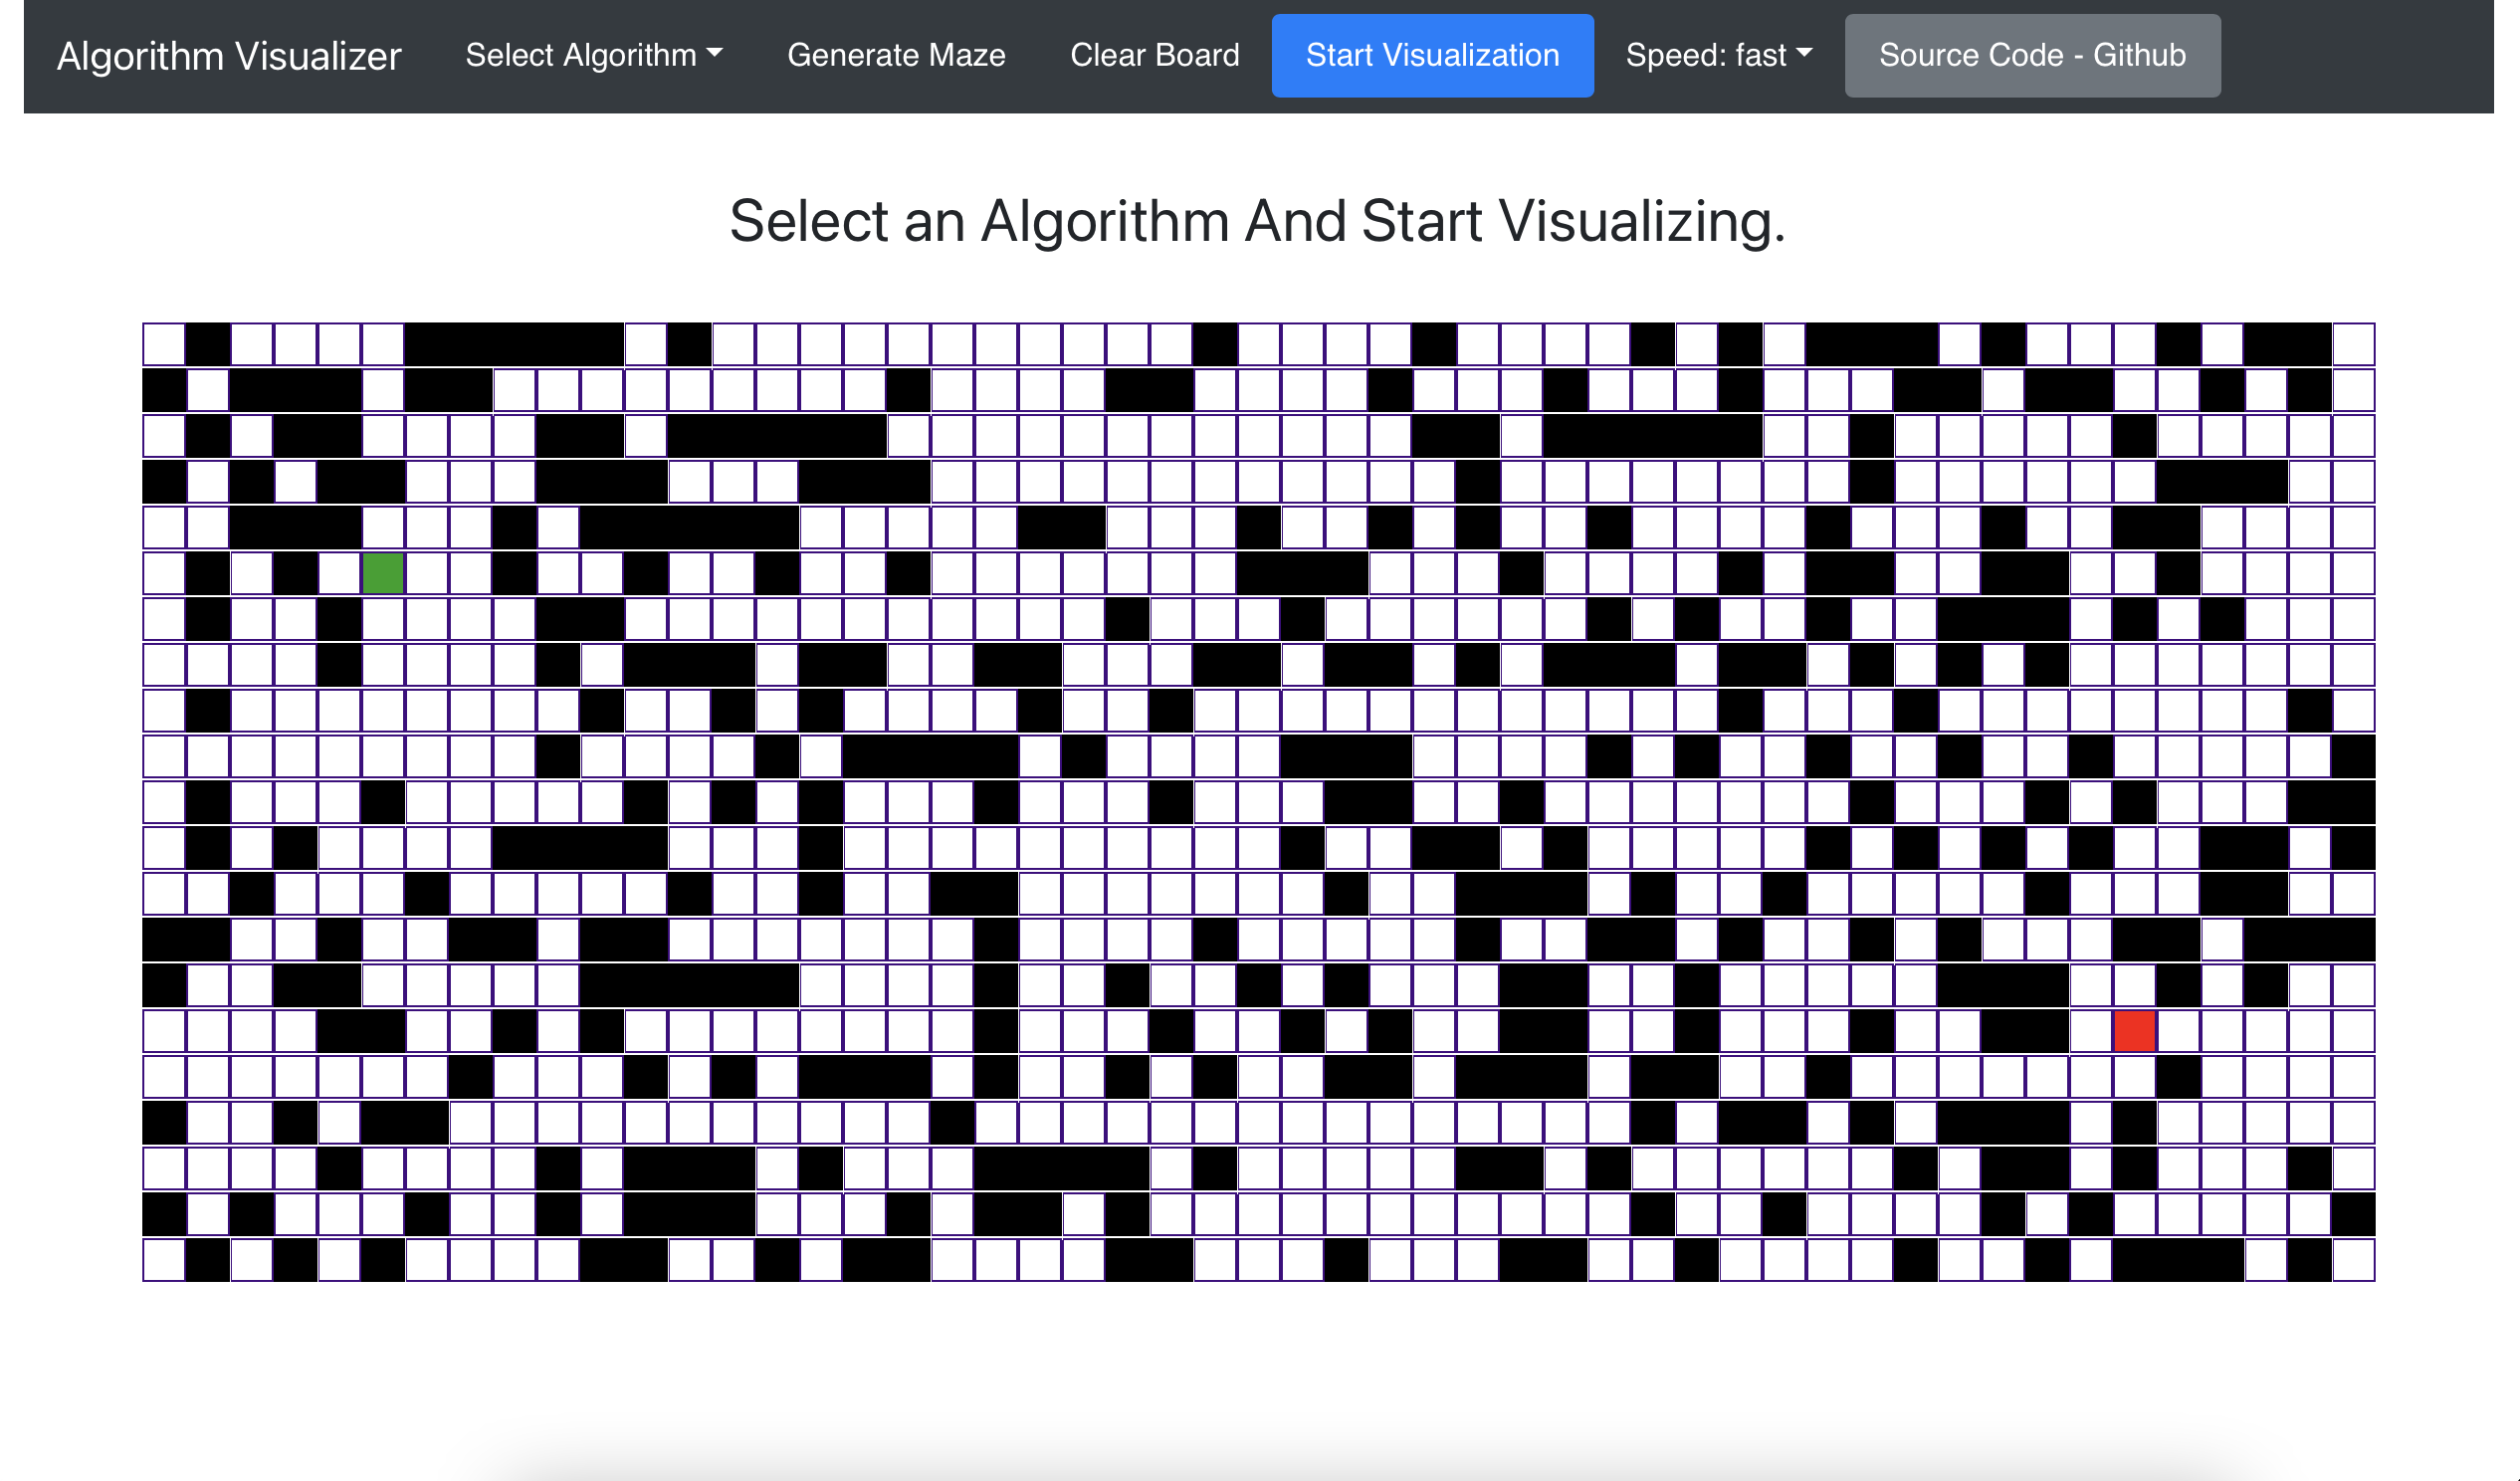 Algorithm Visualizer Select Algorithm Generate Maze Clear Board Start Visualization Speed: fast Source Code - Github
Select an Algorithm And Start Visualizing.